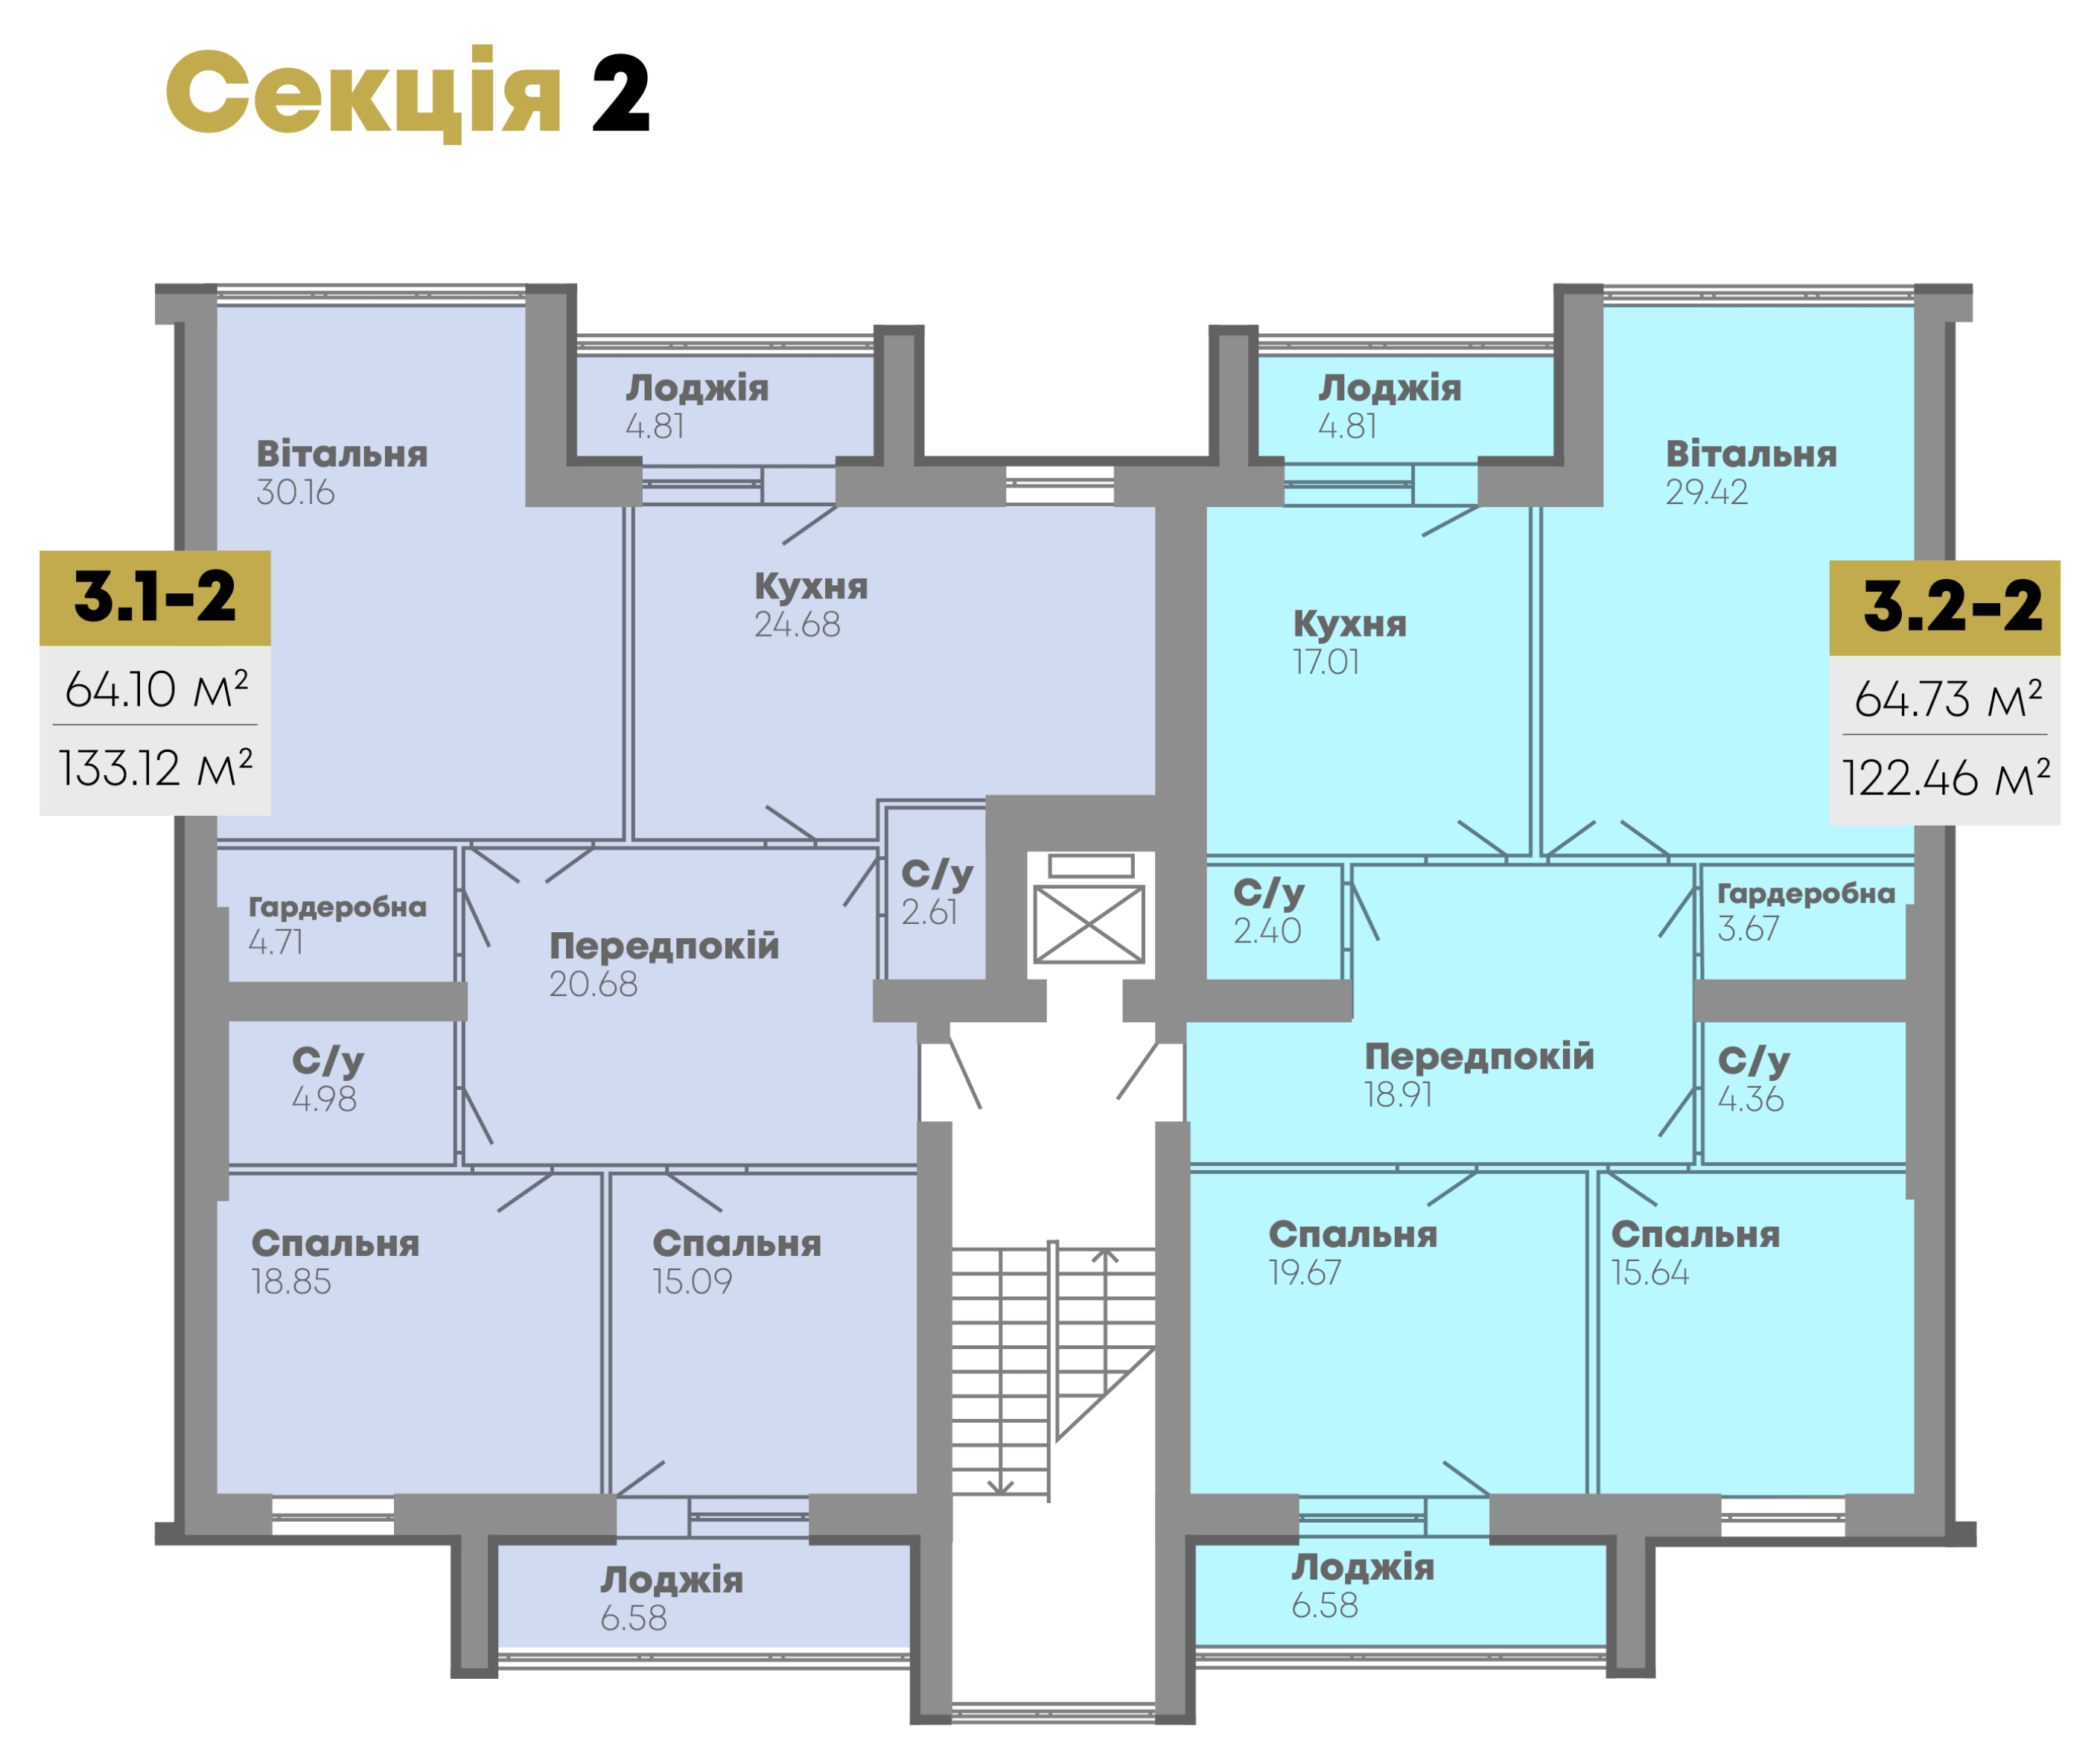 Секція 2
Лоджія
4.81
Лоджія
4.81
Вітальня
30.16
Вітальня
29.42
3.1-2
64.10 м²
133.12 м²
Кухня
24.68
Кухня
17.01
3.2-2
64.73 м²
122.46 м²
Гардеробна
4.71
С/у
2.61
С/у
2.40
Гардеробна
3.67
Передпокій
20.68
С/у
4.98
Передпокій
18.91
С/у
4.36
Спальня
18.85
Спальня
15.09
Спальня
19.67
Спальня
15.64
Лоджія
6.58
Лоджія
6.58